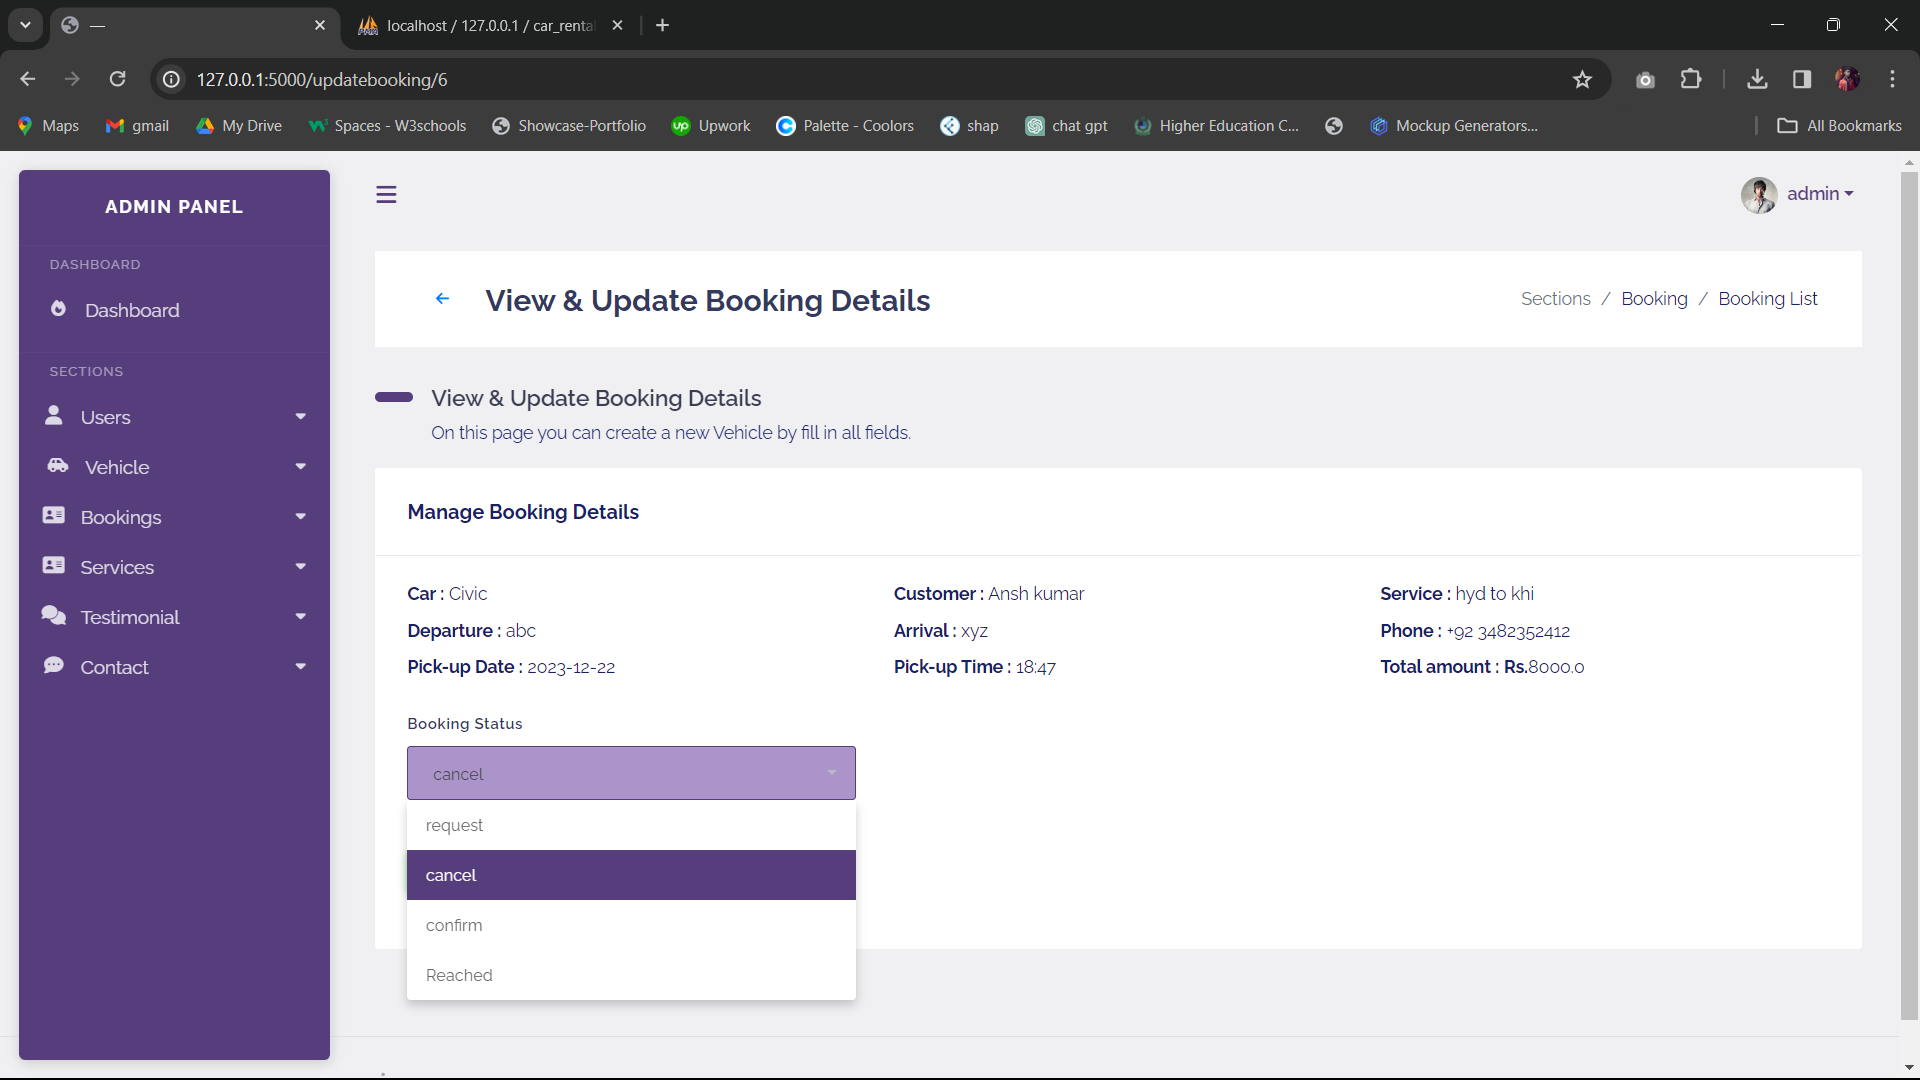 —
localhost / 127.0.0.1 / car_renta
127.0.0.1:5000/updatebooking/6
Maps
gmail
My Drive
Spaces - W3schools
Showcase-Portfolio
Upwork
Palette - Coolors
shap
chat gpt
Higher Education C...
Mockup Generators...
All Bookmarks
ADMIN PANEL
DASHBOARD
Dashboard
SECTIONS
Users
Vehicle
Bookings
Services
Testimonial
Contact
admin
View & Update Booking Details
Sections / Booking / Booking List
View & Update Booking Details
On this page you can create a new Vehicle by fill in all fields.
Manage Booking Details
Car : Civic
Customer : Ansh kumar
Service : hyd to khi
Departure : abc
Arrival : xyz
Phone : +92 3482352412
Pick-up Date : 2023-12-22
Pick-up Time : 18:47
Total amount : Rs.8000.0
Booking Status
cancel
request
cancel
confirm
Reached